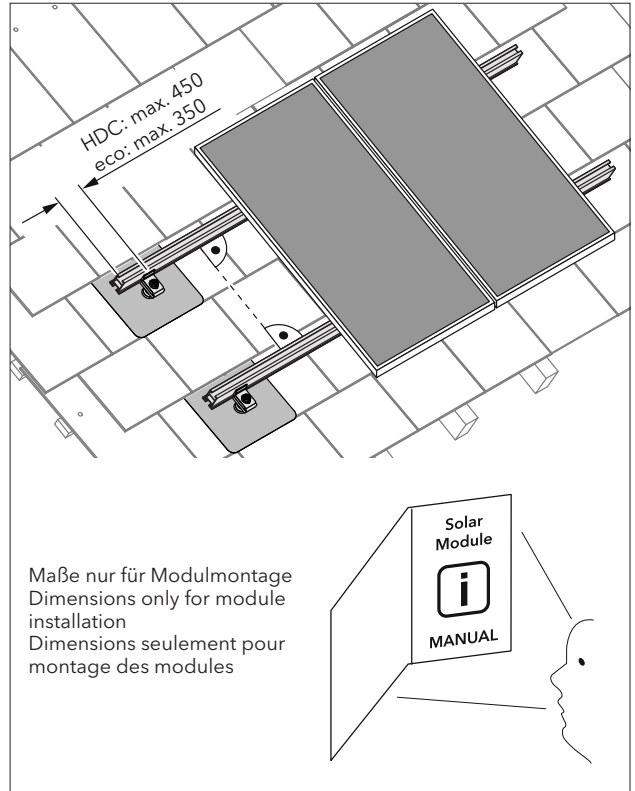 HDC: max. 450
eco: max. 350
Solar
Module
i
MANUAL
Maße nur für Modulmontage
Dimensions only for module
installation
Dimensions seulement pour
montage des modules